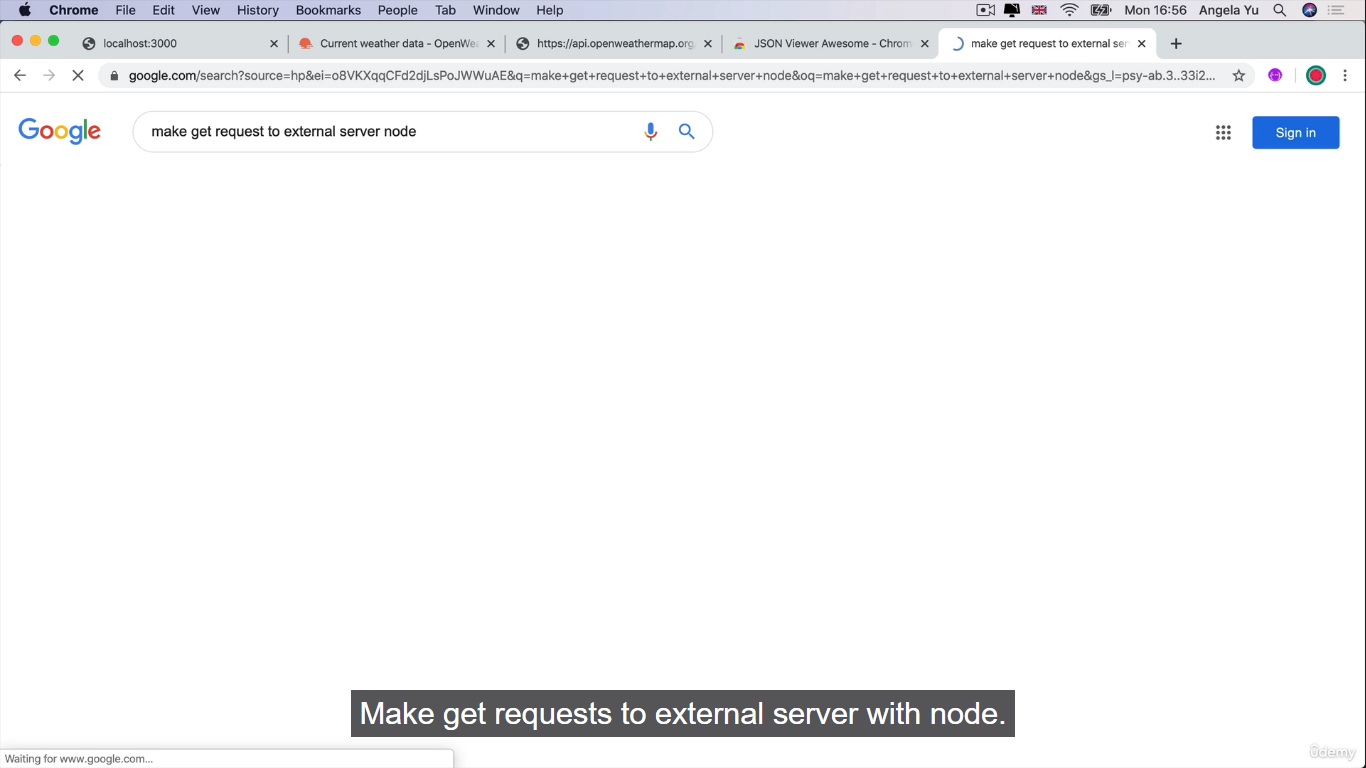 Chrome File Edit View History Bookmarks People Tab Window Help Mon 16:56 Angela Yu
localhost:3000 Current weather data - OpenWea https://api.openweathermap.org JSON Viewer Awesome - Chrom make get request to external ser
google.com/search?source=hp&ei=o8VKXqqCFd2djLsPoJWWuAE&q=make+get+request+to+external+server+node&oq=make+get+request+to+external+server+node&gs_l=psy-ab.3..33i2...
Google make get request to external server node Sign in
Make get requests to external server with node.
Waiting for www.google.com...
ûdemy